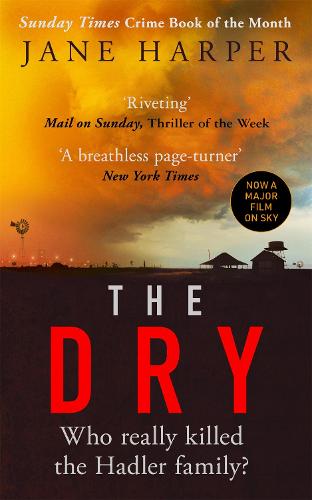 Sunday Times Crime Book of the Month
JANE HARPER
‘Riveting’
Mail on Sunday, Thriller of the Week
‘A breathless page-turner’
New York Times
NOW A
MAJOR
FILM
ON SKY
THE
DRY
Who really killed
the Hadler family?